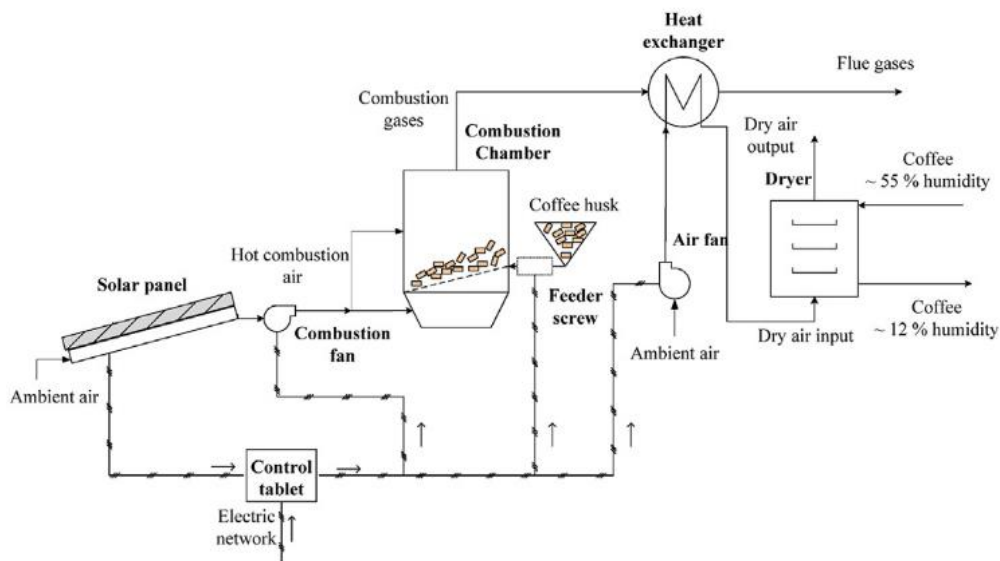 Heat
exchanger
Flue gases
Combustion
gases
Combustion
Chamber
Dry air
output
Dryer
Coffee
~ 55 % humidity
Coffee husk
Hot combustion
air
Air fan
Solar panel
Feeder
screw
Combustion
fan
Ambient air
Dry air input
Coffee
~ 12 % humidity
Ambient air
Control
tablet
Electric
network